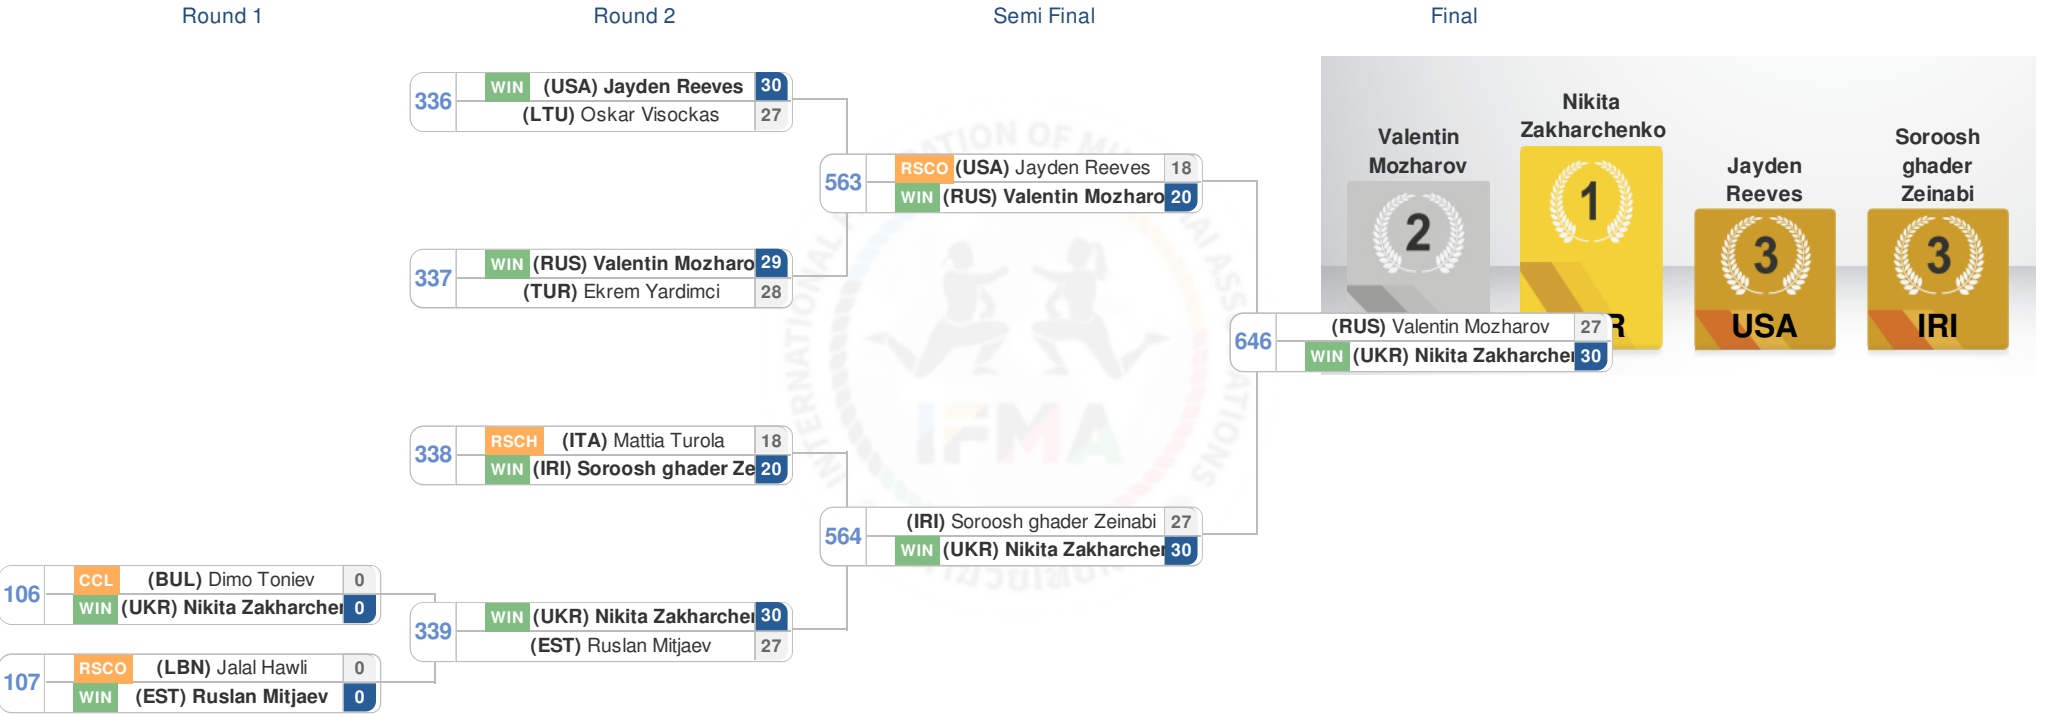 Round 1
Round 2
Semi Final
Final
336
WIN (USA) Jayden Reeves 30
(LTU) Oskar Visockas 27
337
WIN (RUS) Valentin Mozharo 29
(TUR) Ekrem Yardimci 28
338
RSCH (ITA) Mattia Turola 18
WIN (IRI) Soroosh ghader Ze 20
106
CCL (BUL) Dimo Toniev 0
WIN (UKR) Nikita Zakharcher 0
107
RSCO (LBN) Jalal Hawli 0
WIN (EST) Ruslan Mitjaev 0
339
WIN (UKR) Nikita Zakharcher 30
(EST) Ruslan Mitjaev 27
563
RSCO (USA) Jayden Reeves 18
WIN (RUS) Valentin Mozharo 20
564
(IRI) Soroosh ghader Zeinabi 27
WIN (UKR) Nikita Zakharcher 30
646
(RUS) Valentin Mozharov 27
WIN (UKR) Nikita Zakharcher 30
Valentin
Mozharov
2
Nikita
Zakharchenko
1
R
Jayden
Reeves
3
USA
Soroosh
ghader
Zeinabi
3
IRI
IFMA